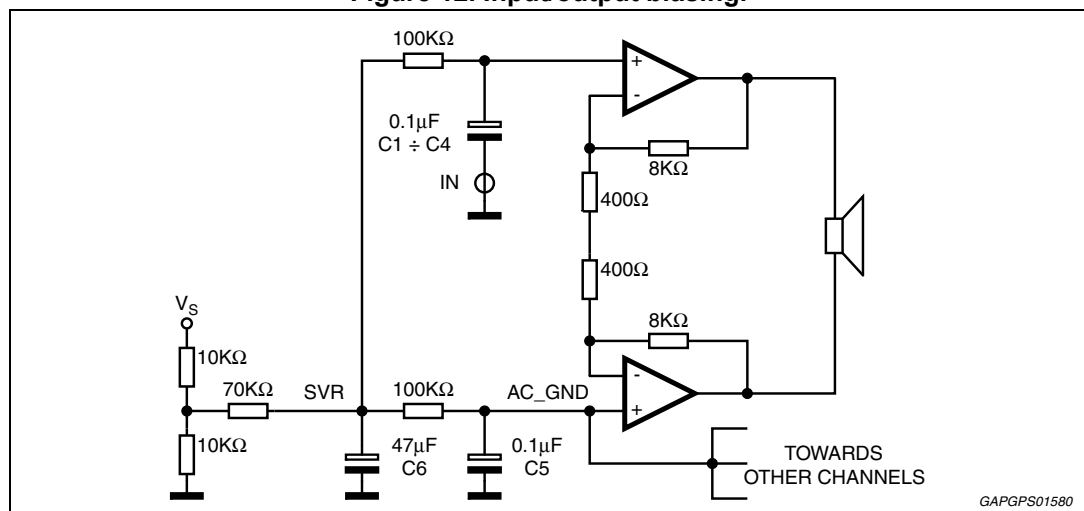 Figure 12. Input/output biasing.
100KΩ
0.1μF
C1 ÷ C4
IN
+
-
8KΩ
400Ω
400Ω
8KΩ
-
+
VS
10KΩ
70KΩ
SVR
100KΩ
AC_GND
10KΩ
47μF
C6
0.1μF
C5
TOWARDS
OTHER CHANNELS
GAPGPS01580